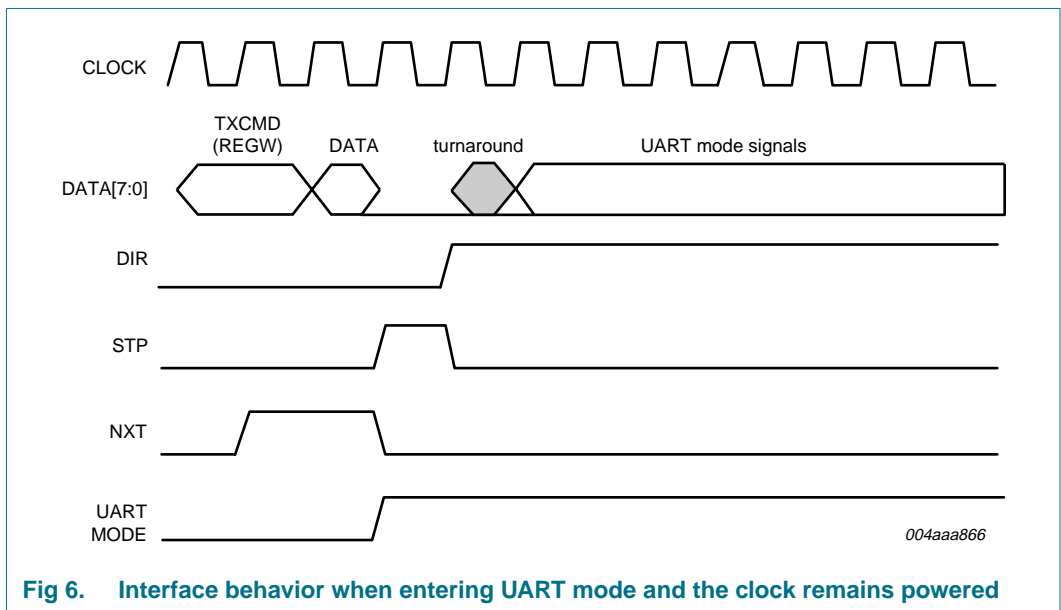 CLOCK
TXCMD
(REGW)
DATA
turnaround
UART mode signals
DATA[7:0]
DIR
STP
NXT
UART
MODE
004aaa866
Fig 6. Interface behavior when entering UART mode and the clock remains powered